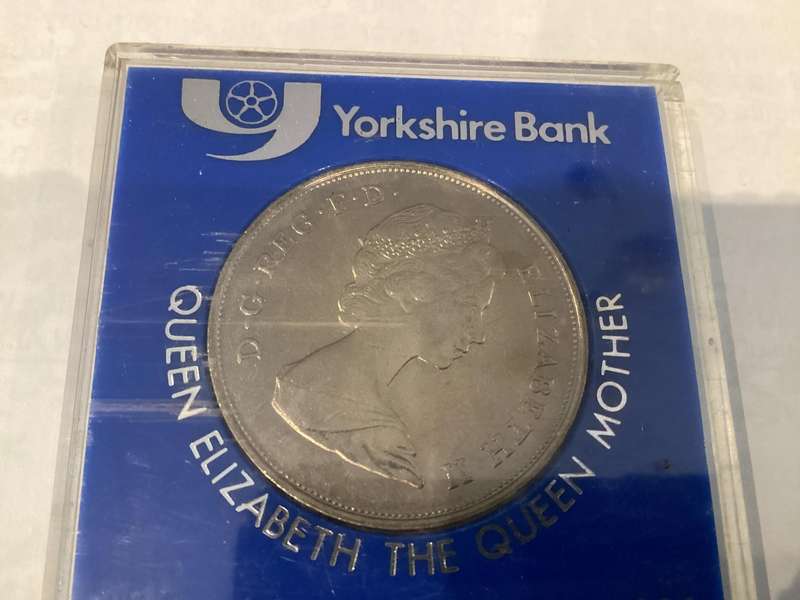 Yorkshire Bank
D·G·REG·F·D·
ELIZABETH II
QUEEN ELIZABETH THE QUEEN MOTHER